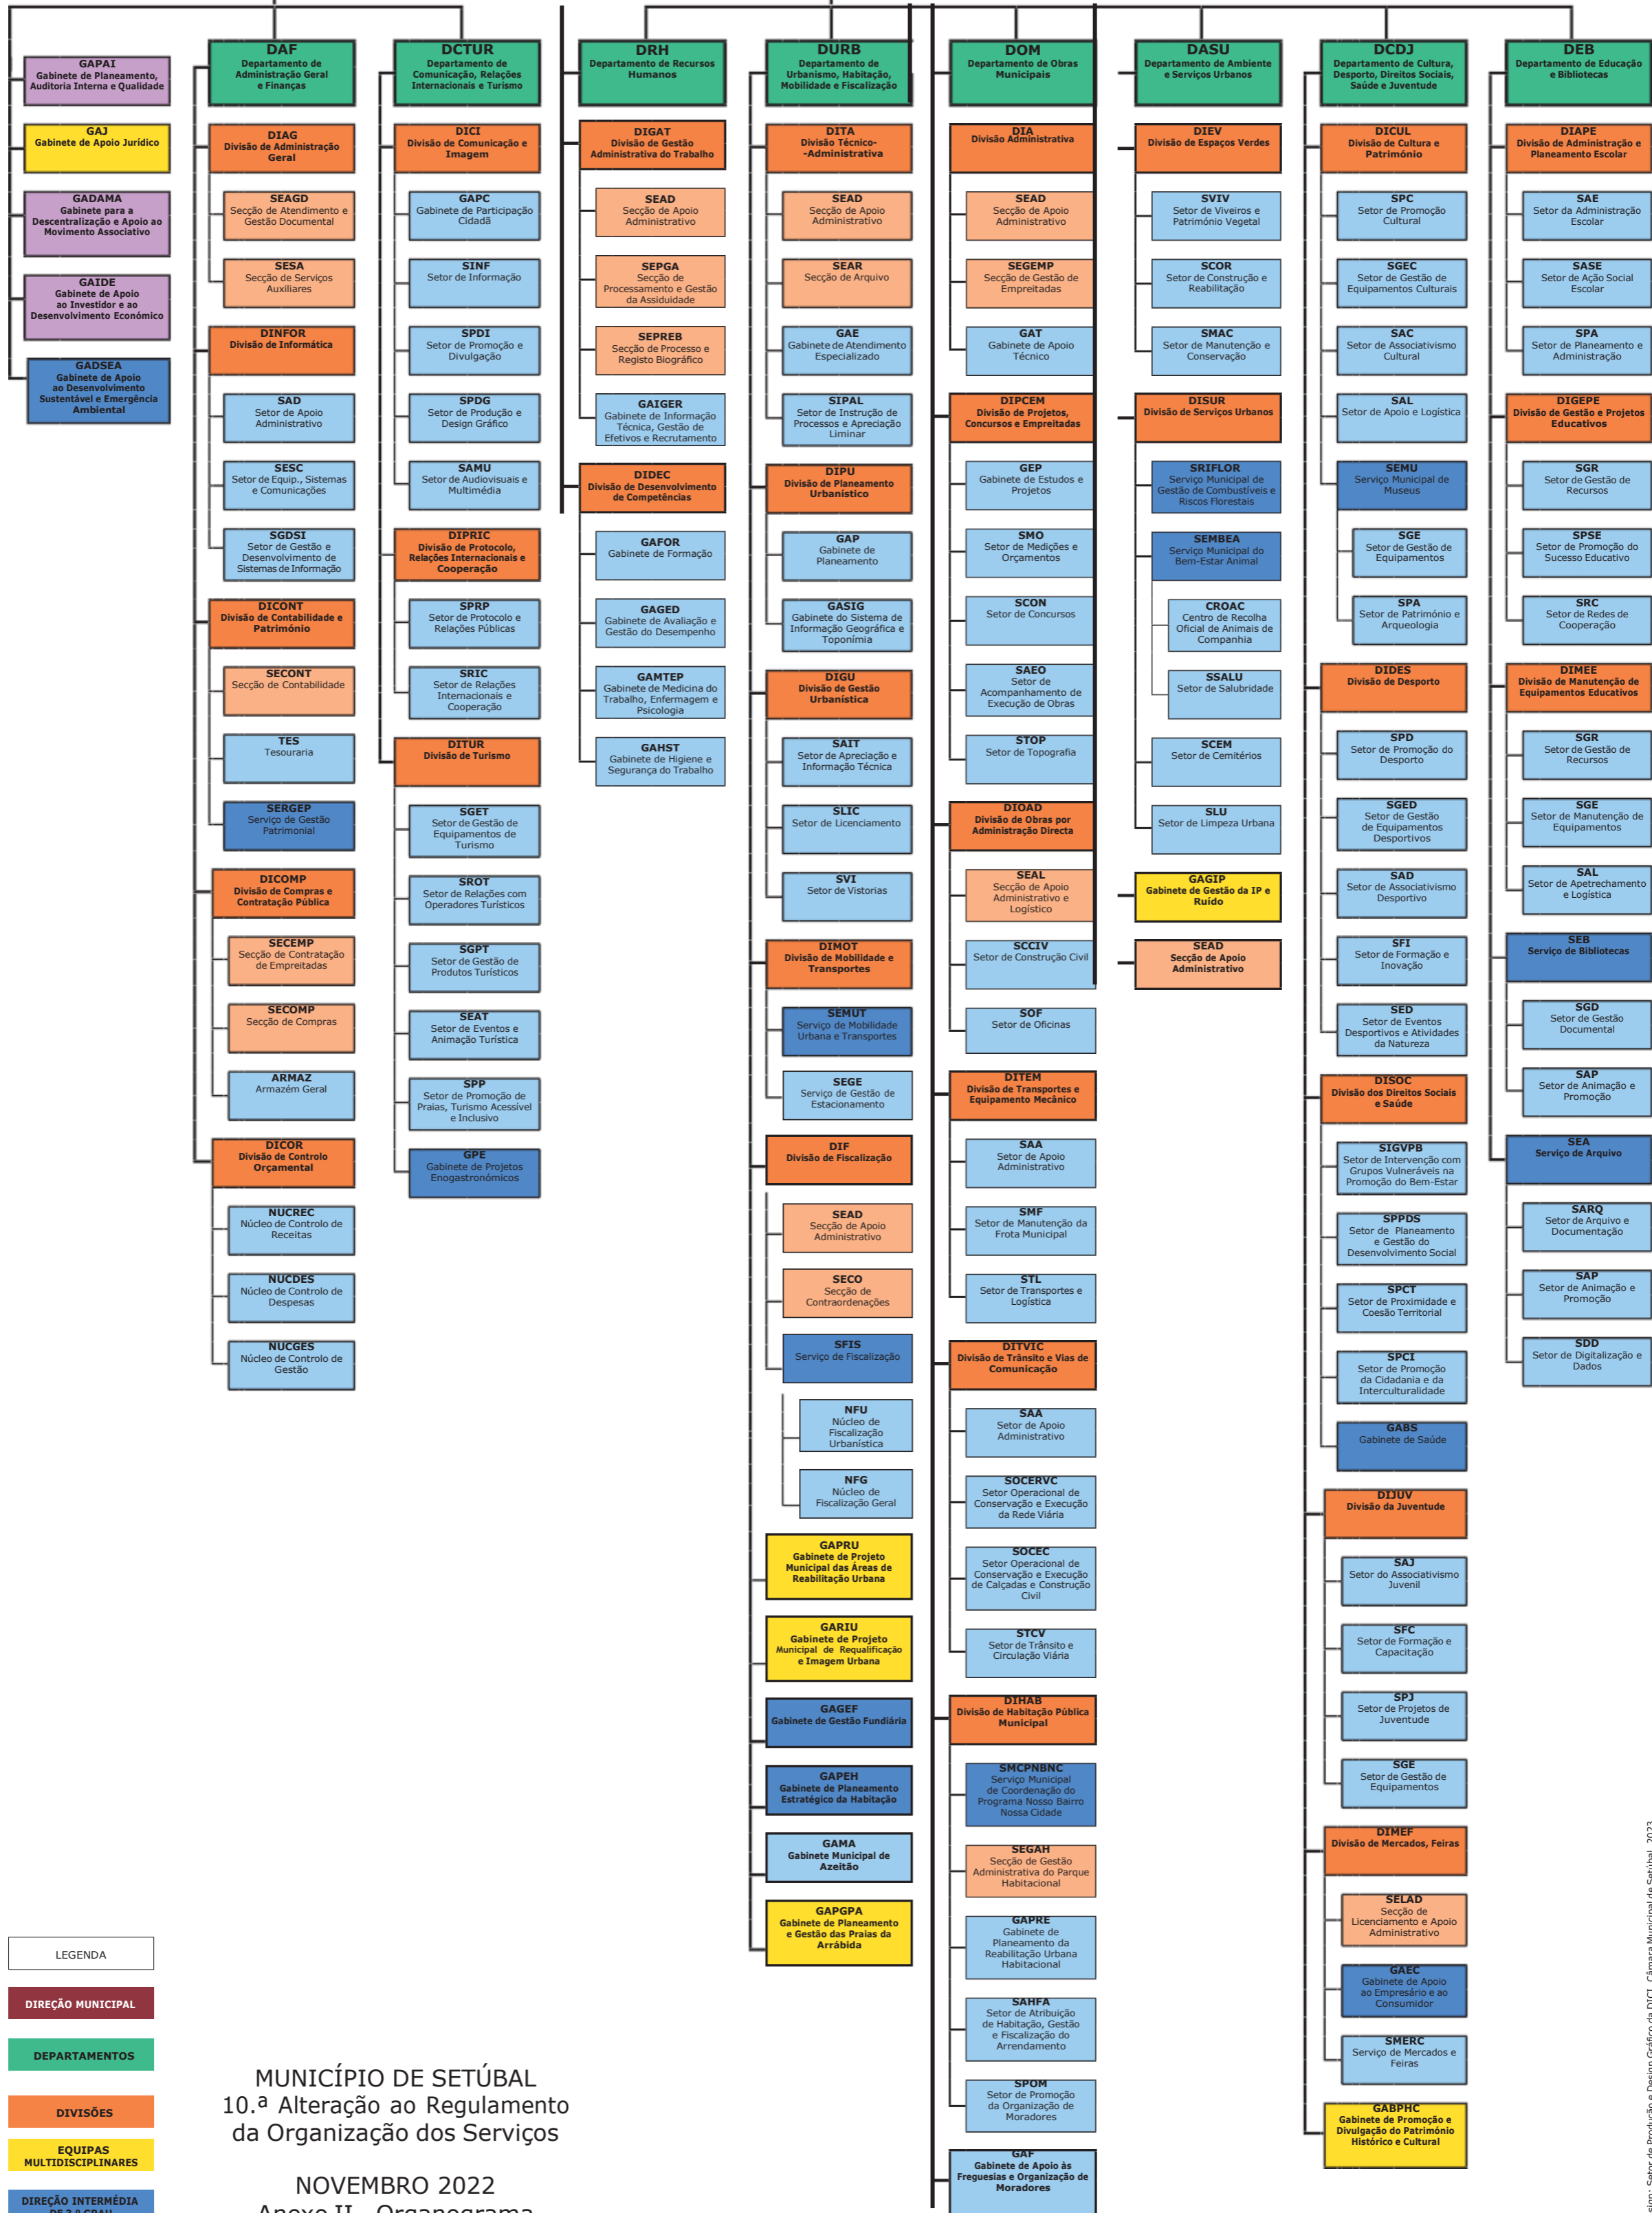 GAPAI
Gabinete de Planeamento,
Auditoria Interna e Qualidade
GAJ
Gabinete de Apoio Jurídico
GADAMA
Gabinete para a
Descentralização e Apoio ao
Movimento Associativo
GAIDE
Gabinete de Apoio
ao Investidor e ao
Desenvolvimento Económico
GADSEA
Gabinete de Apoio
ao Desenvolvimento
Sustentável e Emergência
Ambiental
DAF
Departamento de
Administração Geral
e Finanças
DIAG
Divisão de Administração
Geral
SEAGD
Secção de Atendimento e
Gestão Documental
SESA
Secção de Serviços
Auxiliares
DINFOR
Divisão de Informática
SAD
Setor de Apoio
Administrativo
SESC
Setor de Equip., Sistemas
e Comunicações
SGDSI
Setor de Gestão e
Desenvolvimento de
Sistemas de Informação
DICONT
Divisão de Contabilidade e
Património
SECONT
Secção de Contabilidade
TES
Tesouraria
SERGEP
Serviço de Gestão
Patrimonial
DICOMP
Divisão de Compras e
Contratação Pública
SECEMP
Secção de Contratação
de Empreitadas
SECOMP
Secção de Compras
ARMAZ
Armazém Geral
DICOR
Divisão de Controlo
Orçamental
NUCREC
Núcleo de Controlo de
Receitas
NUCDES
Núcleo de Controlo de
Despesas
NUCGES
Núcleo de Controlo de
Gestão
DCTUR
Departamento de
Comunicação, Relações
Internacionais e Turismo
DICI
Divisão de Comunicação e
Imagem
GAPC
Gabinete de Participação
Cidadã
SINF
Setor de Informação
SPDI
Setor de Promoção e
Divulgação
SPDG
Setor de Produção e
Design Gráfico
SAMU
Setor de Audiovisuais e
Multimédia
DIPRIC
Divisão de Protocolo,
Relações Internacionais e
Cooperação
SPRP
Setor de Protocolo e
Relações Públicas
SRIC
Setor de Relações
Internacionais e
Cooperação
DITUR
Divisão de Turismo
SGET
Setor de Gestão de
Equipamentos de
Turismo
SROT
Setor de Relações com
Operadores Turísticos
SGPT
Setor de Gestão de
Produtos Turísticos
SEAT
Setor de Eventos e
Animação Turística
SPP
Setor de Promoção de
Praias, Turismo Acessível
e Inclusivo
GPE
Gabinete de Projetos
Enogastronómicos
DRH
Departamento de Recursos
Humanos
DIGAT
Divisão de Gestão
Administrativa do Trabalho
SEAD
Secção de Apoio
Administrativo
SEPGA
Secção de
Processamento e Gestão
da Assiduidade
SEPREB
Secção de Processo e
Registo Biográfico
GAIGER
Gabinete de Informação
Técnica, Gestão de
Efetivos e Recrutamento
DIDEC
Divisão de Desenvolvimento
de Competências
GAFOR
Gabinete de Formação
GAGED
Gabinete de Avaliação e
Gestão do Desempenho
GAMTEP
Gabinete de Medicina do
Trabalho, Enfermagem e
Psicologia
GAHST
Gabinete de Higiene e
Segurança do Trabalho
DURB
Departamento de
Urbanismo, Habitação,
Mobilidade e Fiscalização
DITA
Divisão Técnico-
-Administrativa
SEAD
Secção de Apoio
Administrativo
SEAR
Secção de Arquivo
GAE
Gabinete de Atendimento
Especializado
SIPAL
Setor de Instrução de
Processos e Apreciação
Liminar
DIPU
Divisão de Planeamento
Urbanístico
GAP
Gabinete de
Planeamento
GASIG
Gabinete do Sistema de
Informação Geográfica e
Toponímia
DIGU
Divisão de Gestão
Urbanística
SAIT
Setor de Apreciação e
Informação Técnica
SLIC
Setor de Licenciamento
SVI
Setor de Vistorias
DIMOT
Divisão de Mobilidade e
Transportes
SEMUT
Serviço de Mobilidade
Urbana e Transportes
SEGE
Serviço de Gestão de
Estacionamento
DIF
Divisão de Fiscalização
SEAD
Secção de Apoio
Administrativo
SECO
Secção de
Contraordenações
SFIS
Serviço de Fiscalização
NFU
Núcleo de
Fiscalização
Urbanística
NFG
Núcleo de
Fiscalização Geral
GAPRU
Gabinete de Projeto
Municipal das Áreas de
Reabilitação Urbana
GARIU
Gabinete de Projeto
Municipal de Requalificação
e Imagem Urbana
GAGEF
Gabinete de Gestão Fundiária
GAPEH
Gabinete de Planeamento
Estratégico da Habitação
GAMA
Gabinete Municipal de
Azeitão
GAPGPA
Gabinete de Planeamento
e Gestão das Praias da
Arrábida
DOM
Departamento de Obras
Municipais
DIA
Divisão Administrativa
SEAD
Secção de Apoio
Administrativo
SEGEMP
Secção de Gestão de
Empreitadas
GAT
Gabinete de Apoio
Técnico
DIPCEM
Divisão de Projetos,
Concursos e Empreitadas
GEP
Gabinete de Estudos e
Projetos
SMO
Setor de Medições e
Orçamentos
SCON
Setor de Concursos
SAEO
Setor de
Acompanhamento de
Execução de Obras
STOP
Setor de Topografia
DIOAD
Divisão de Obras por
Administração Directa
SEAL
Secção de Apoio
Administrativo e
Logístico
SCCIV
Setor de Construção Civil
SOF
Setor de Oficinas
DITEM
Divisão de Transportes e
Equipamento Mecânico
SAA
Setor de Apoio
Administrativo
SMF
Setor de Manutenção da
Frota Municipal
STL
Setor de Transportes e
Logística
DITVIC
Divisão de Trânsito e Vias de
Comunicação
SAA
Setor de Apoio
Administrativo
SOCERVC
Setor Operacional de
Conservação e Execução
da Rede Viária
SOCEC
Setor Operacional de
Conservação e Execução
de Calçadas e Construção
Civil
STCV
Setor de Trânsito e
Circulação Viária
DIHAB
Divisão de Habitação Pública
Municipal
SMCPNBNC
Serviço Municipal
de Coordenação do
Programa Nosso Bairro
Nossa Cidade
SEGAH
Secção de Gestão
Administrativa do Parque
Habitacional
GAPRE
Gabinete de
Planeamento da
Reabilitação Urbana
Habitacional
SAHFA
Setor de Atribuição
de Habitação, Gestão
e Fiscalização do
Arrendamento
SPOM
Setor de Promoção
da Organização de
Moradores
GAF
Gabinete de Apoio às
Freguesias e Organização de
Moradores
DASU
Departamento de Ambiente
e Serviços Urbanos
DIEV
Divisão de Espaços Verdes
SVIV
Setor de Viveiros e
Património Vegetal
SCOR
Setor de Construção e
Reabilitação
SMAC
Setor de Manutenção e
Conservação
DISUR
Divisão de Serviços Urbanos
SRIFLOR
Serviço Municipal de
Gestão de Combustíveis e
Riscos Florestais
SEMBEA
Serviço Municipal do
Bem-Estar Animal
CROAC
Centro de Recolha
Oficial de Animais de
Companhia
SSALU
Setor de Salubridade
SCEM
Setor de Cemitérios
SLU
Setor de Limpeza Urbana
GAGIP
Gabinete de Gestão da IP e
Ruído
SEAD
Secção de Apoio
Administrativo
DCDJ
Departamento de Cultura,
Desporto, Direitos Sociais,
Saúde e Juventude
DICUL
Divisão de Cultura e
Património
SPC
Setor de Promoção
Cultural
SGEC
Setor de Gestão de
Equipamentos Culturais
SAC
Setor de Associativismo
Cultural
SAL
Setor de Apoio e Logística
SEMU
Serviço Municipal de
Museus
SGE
Setor de Gestão de
Equipamentos
SPA
Setor de Património e
Arqueologia
DIDES
Divisão de Desporto
SPD
Setor de Promoção do
Desporto
SGED
Setor de Gestão
de Equipamentos
Desportivos
SAD
Setor de Associativismo
Desportivo
SFI
Setor de Formação e
Inovação
SED
Setor de Eventos
Desportivos e Atividades
da Natureza
DISOC
Divisão dos Direitos Sociais
e Saúde
SIGVPB
Setor de Intervenção com
Grupos Vulneráveis na
Promoção do Bem-Estar
SPPDS
Setor de Planeamento
e Gestão do
Desenvolvimento Social
SPCT
Setor de Proximidade e
Coesão Territorial
SPCI
Setor de Promoção
da Cidadania e da
Interculturalidade
GABS
Gabinete de Saúde
DIJUV
Divisão da Juventude
SAJ
Setor do Associativismo
Juvenil
SFC
Setor de Formação e
Capacitação
SPJ
Setor de Projetos de
Juventude
SGE
Setor de Gestão de
Equipamentos
DIMEF
Divisão de Mercados, Feiras
SELAD
Secção de
Licenciamento e Apoio
Administrativo
GAEC
Gabinete de Apoio
ao Empresário e ao
Consumidor
SMERC
Serviço de Mercados e
Feiras
GABPHC
Gabinete de Promoção e
Divulgação do Património
Histórico e Cultural
DEB
Departamento de Educação
e Bibliotecas
DIAPE
Divisão de Administração e
Planeamento Escolar
SAE
Setor da Administração
Escolar
SASE
Setor de Ação Social
Escolar
SPA
Setor de Planeamento e
Administração
DIGEPE
Divisão de Gestão e Projetos
Educativos
SGR
Setor de Gestão de
Recursos
SPSE
Setor de Promoção do
Sucesso Educativo
SRC
Setor de Redes de
Cooperação
DIMEE
Divisão de Manutenção de
Equipamentos Educativos
SGR
Setor de Gestão de
Recursos
SGE
Setor de Manutenção de
Equipamentos
SAL
Setor de Apetrechamento
e Logística
SEB
Serviço de Bibliotecas
SGD
Setor de Gestão
Documental
SAP
Setor de Animação e
Promoção
SEA
Serviço de Arquivo
SARQ
Setor de Arquivo e
Documentação
SAP
Setor de Animação e
Promoção
SDD
Setor de Digitalização e
Dados
LEGENDA
DIREÇÃO MUNICIPAL
DEPARTAMENTOS
DIVISÕES
EQUIPAS
MULTIDISCIPLINARES
DIREÇÃO INTERMÉDIA
DE 3.º GRAU
MUNICÍPIO DE SETÚBAL
10.ª Alteração ao Regulamento
da Organização dos Serviços
NOVEMBRO 2022
Anexo II - Organograma
sign: Setor de Produção e Design Gráfico da DICI, Câmara Municipal de Setúbal, 2023